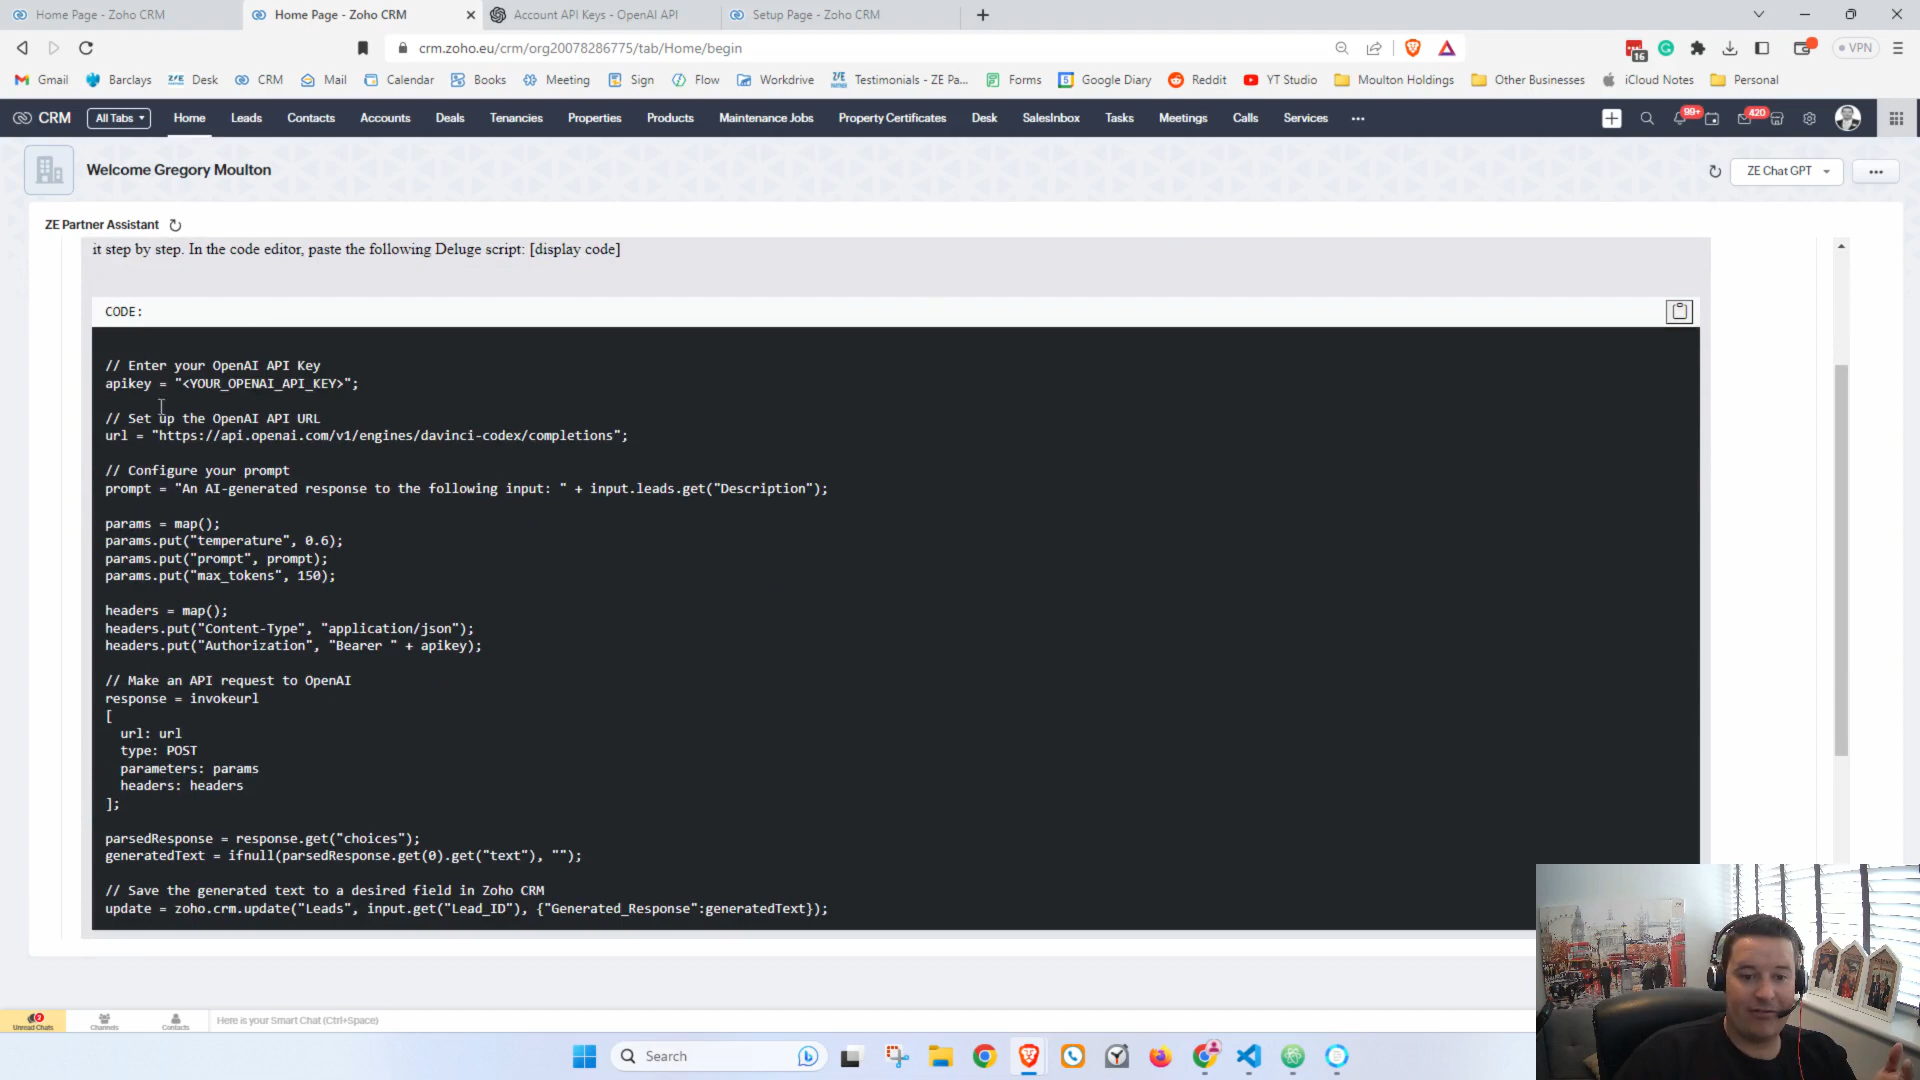 Home Page - Zoho CRM
Home Page - Zoho CRM
Account API Keys - OpenAI API
Setup Page - Zoho CRM
crm.zoho.eu/crm/org20078286775/tab/Home/begin
16
VPN
Gmail
Barclays
Desk
CRM
Mail
Calendar
Books
Meeting
Sign
Flow
Workdrive
Testimonials - ZE Pa...
Forms
Google Diary
Reddit
YT Studio
Moulton Holdings
Other Businesses
iCloud Notes
Personal
CRM
All Tabs
Home
Leads
Contacts
Accounts
Deals
Tenancies
Properties
Products
Maintenance Jobs
Property Certificates
Desk
SalesInbox
Tasks
Meetings
Calls
Services
99+
420
Welcome Gregory Moulton
ZE Chat GPT
ZE Partner Assistant
it step by step. In the code editor, paste the following Deluge script: [display code]
CODE:
// Enter your OpenAI API Key
apikey = "<YOUR_OPENAI_API_KEY>";
// Set up the OpenAI API URL
url = "https://api.openai.com/v1/engines/davinci-codex/completions";
// Configure your prompt
prompt = "An AI-generated response to the following input: " + input.leads.get("Description");
params = map();
params.put("temperature", 0.6);
params.put("prompt", prompt);
params.put("max_tokens", 150);
headers = map();
headers.put("Content-Type", "application/json");
headers.put("Authorization", "Bearer " + apikey);
// Make an API request to OpenAI
response = invokeurl
[
url: url
type: POST
parameters: params
headers: headers
];
parsedResponse = response.get("choices");
generatedText = ifnull(parsedResponse.get(0).get("text"), "");
// Save the generated text to a desired field in Zoho CRM
update = zoho.crm.update("Leads", input.get("Lead_ID"), {"Generated_Response":generatedText});
Unread Chats
Channels
Contacts
Here is your Smart Chat (Ctrl+Space)
Search